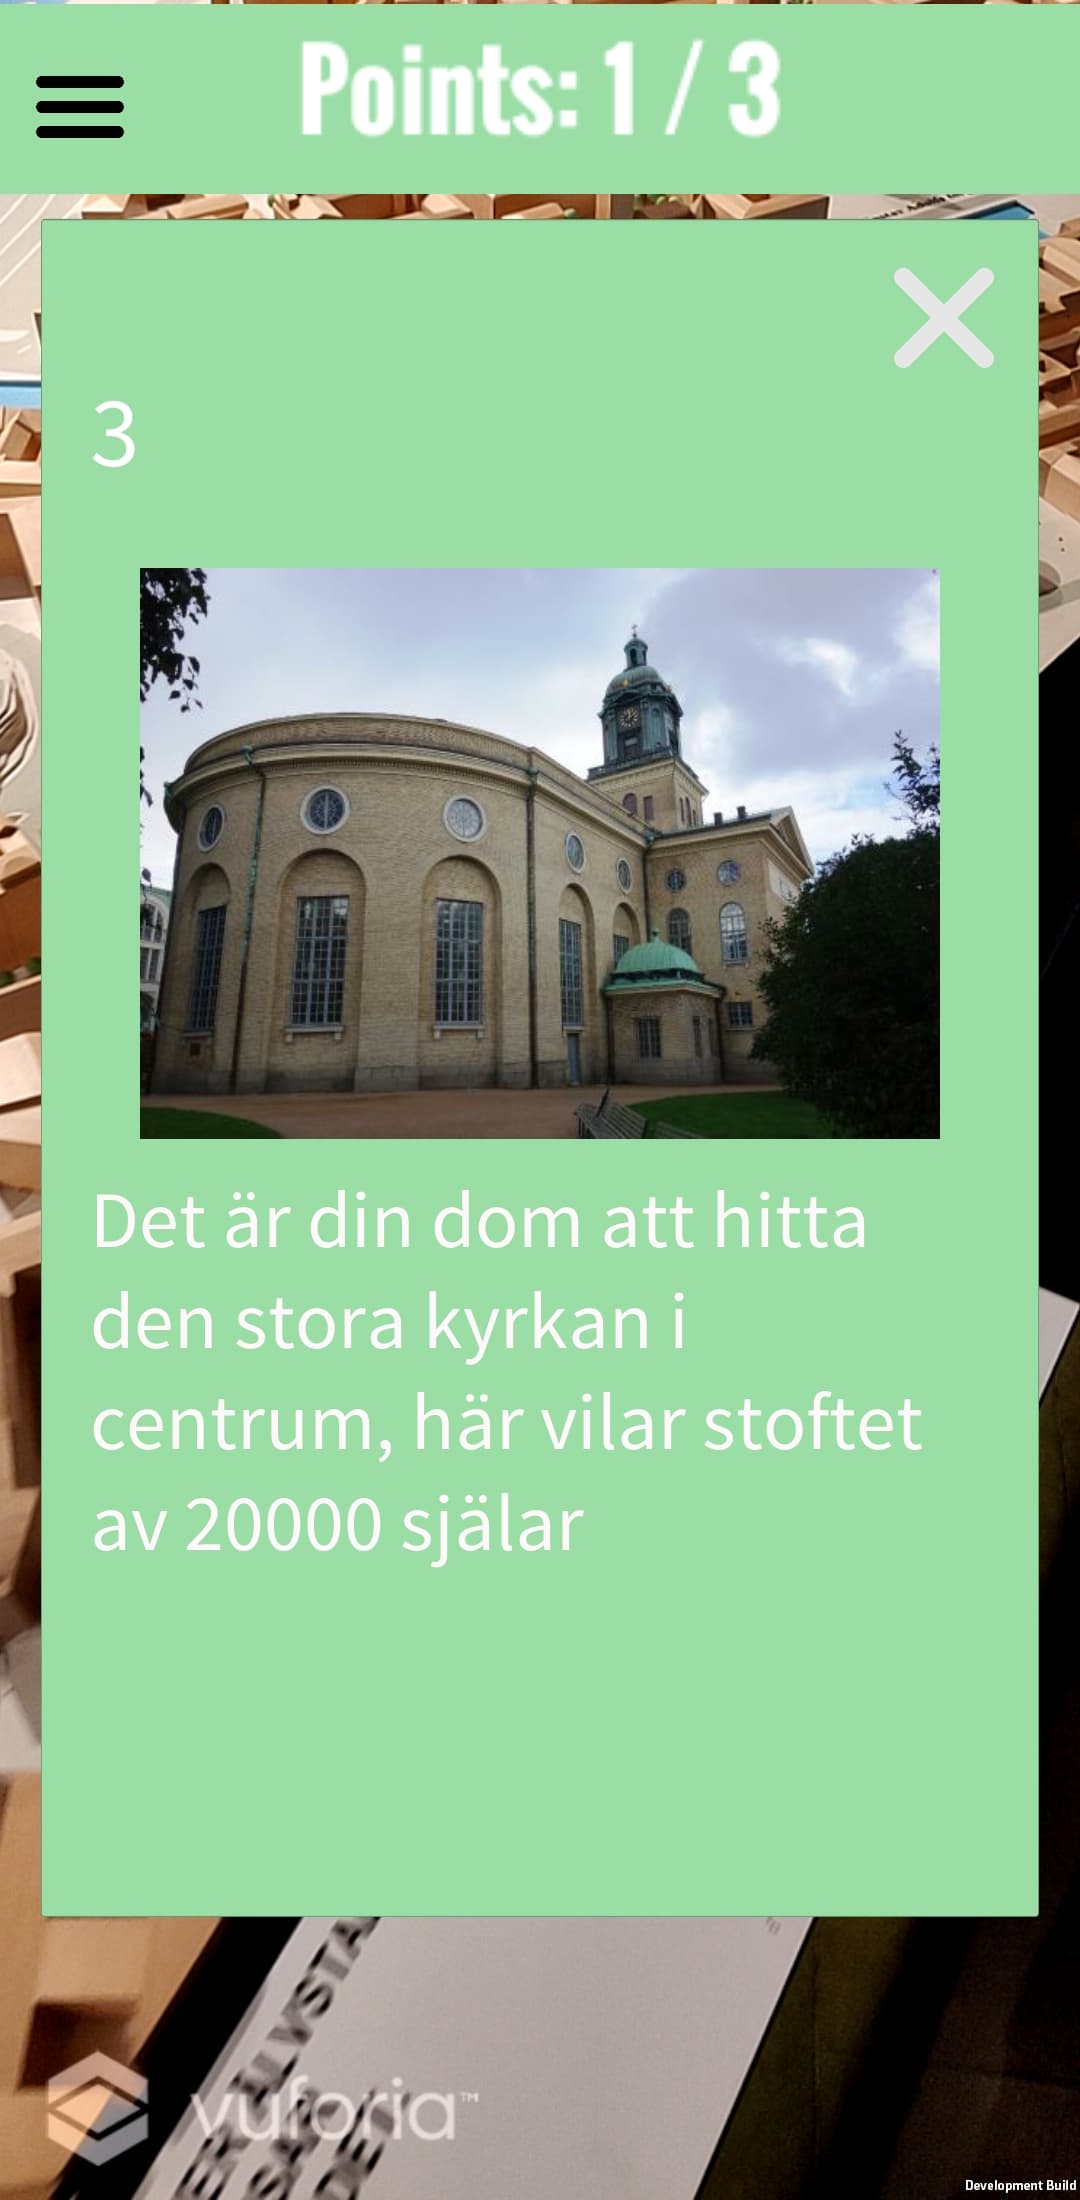 Points: 1 / 3
3
Det är din dom att hitta
den stora kyrkan i
centrum, här vilar stoftet
av 20000 själar
vuforia™
Development Build